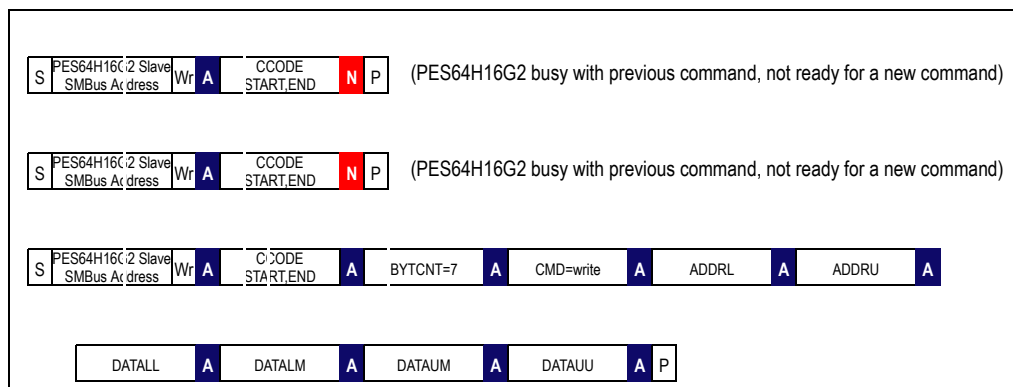 S PES64H16G2 Slave SMBus Address Wr A CCODE START,END N P (PES64H16G2 busy with previous command, not ready for a new command)
S PES64H16G2 Slave SMBus Address Wr A CCODE START,END N P (PES64H16G2 busy with previous command, not ready for a new command)
S PES64H16G2 Slave SMBus Address Wr A CCODE START,END A BYTCNT=7 A CMD=write A ADDRL A ADDRU A
DATALL A DATALM A DATAUM A DATAUU A P